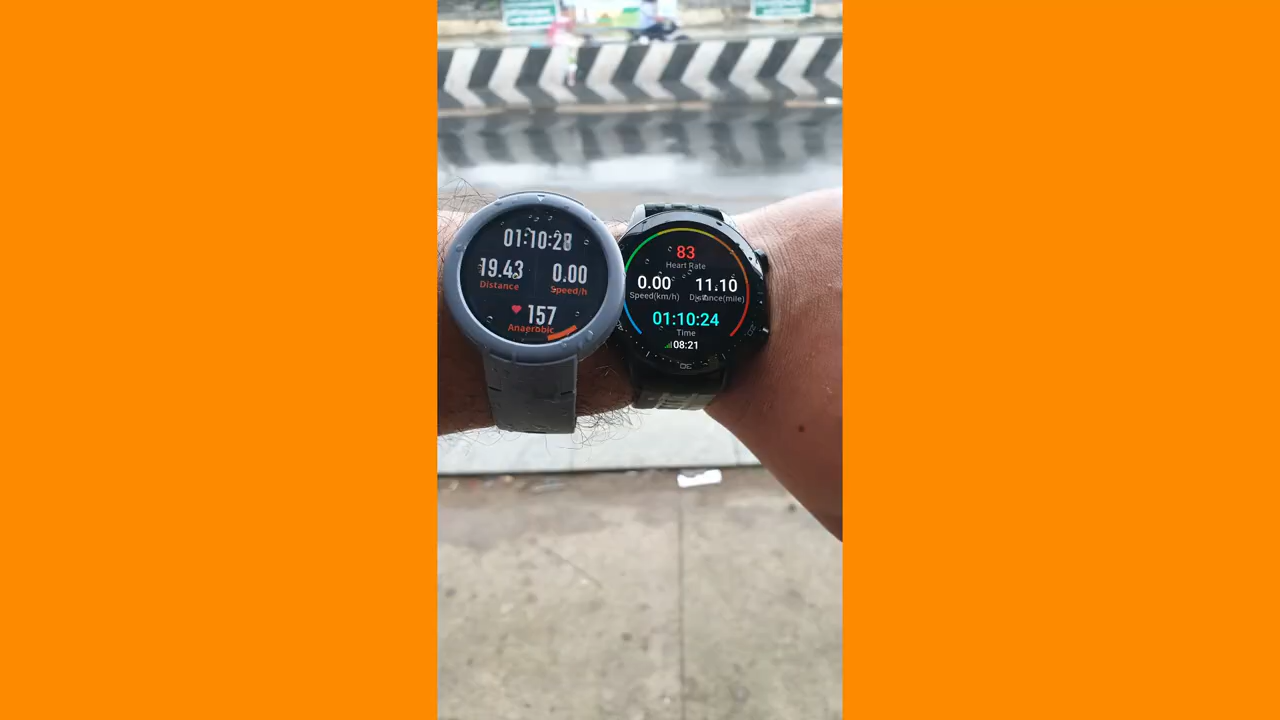 01:10:28
19.43 0.00
Distance Speed/h
157
Anaerobic
83
Heart Rate
0.00 11.10
Speed(km/h) Distance(mile)
01:10:24
Time
08:21
30